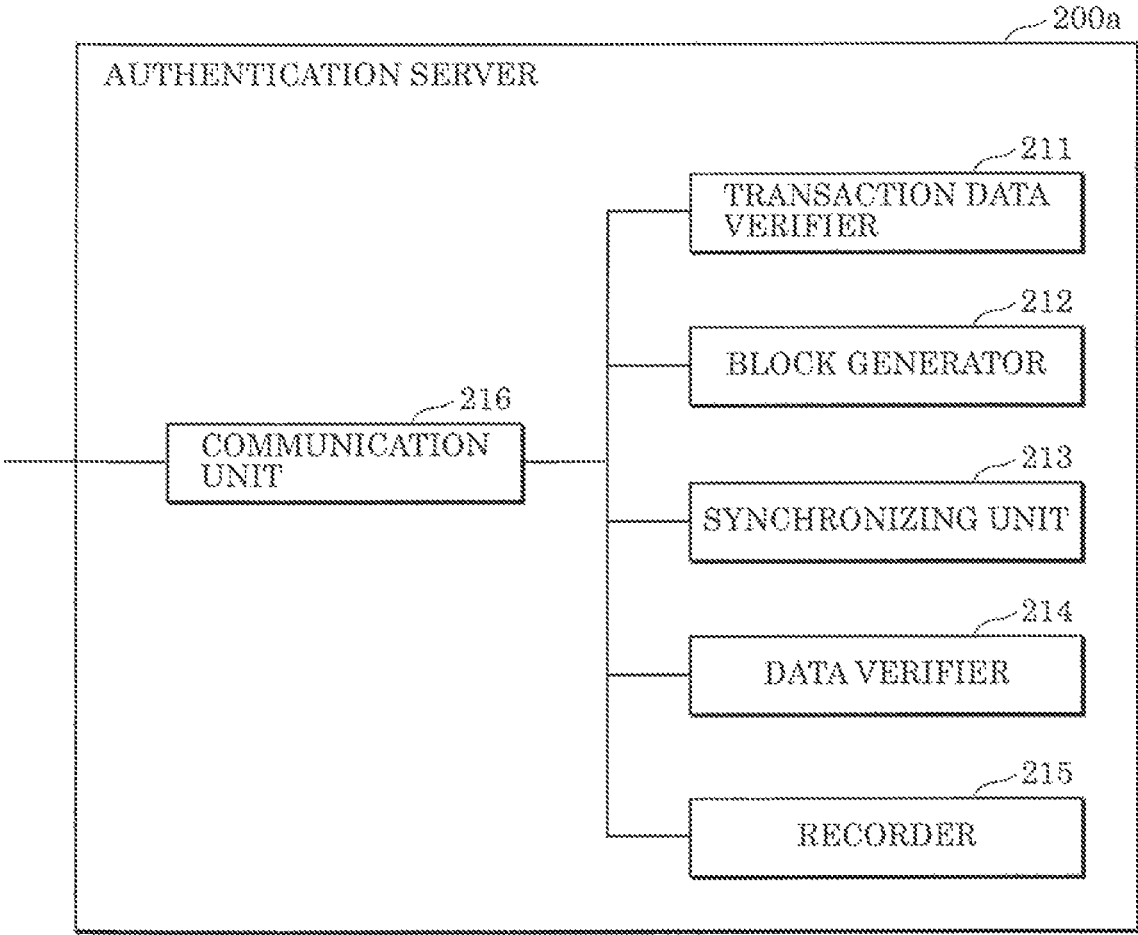 200a
AUTHENTICATION SERVER
211
TRANSACTION DATA
VERIFIER
212
BLOCK GENERATOR
216
COMMUNICATION
UNIT
213
SYNCHRONIZING UNIT
214
DATA VERIFIER
215
RECORDER